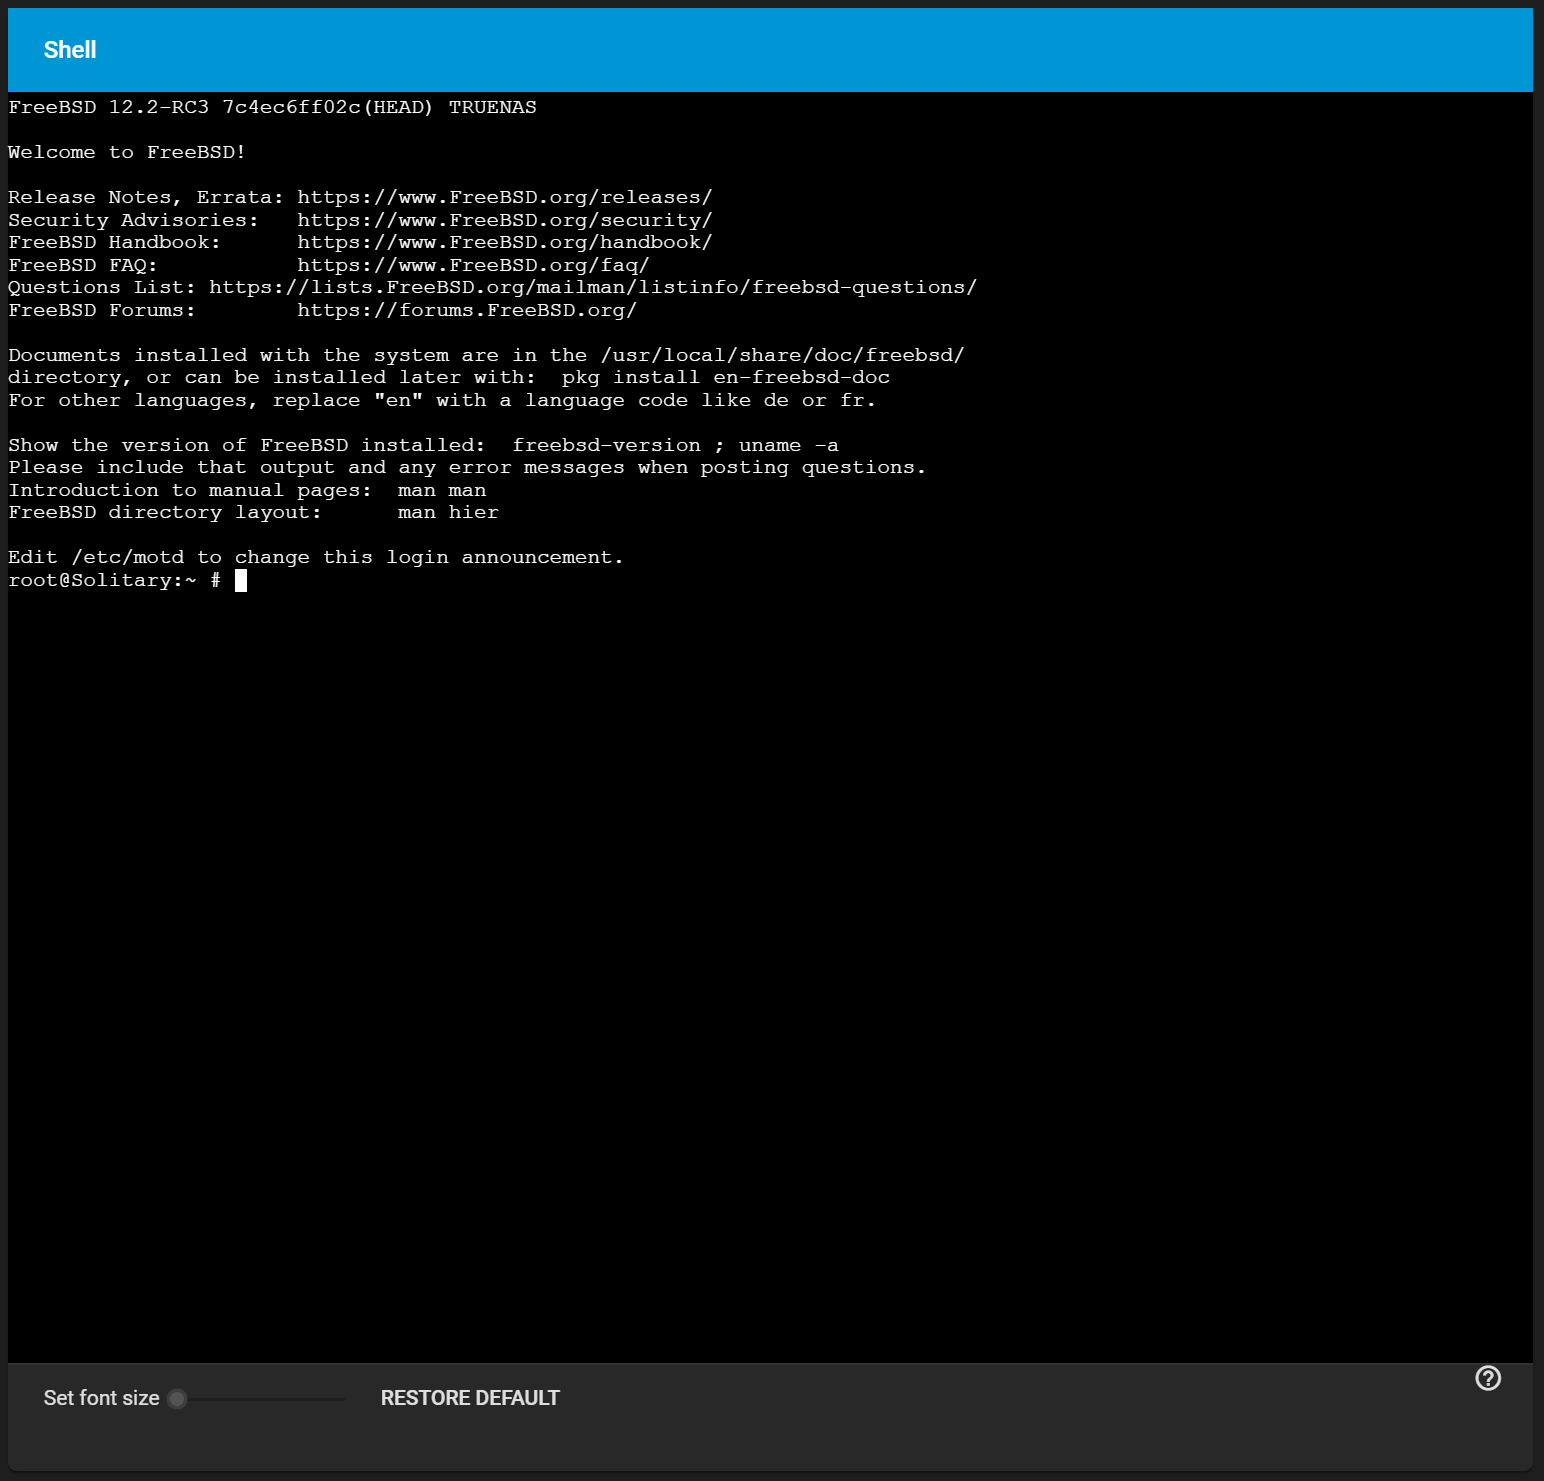 Shell
FreeBSD 12.2-RC3 7c4ec6ff02c(HEAD) TRUENAS
Welcome to FreeBSD!
Release Notes, Errata: https://www.FreeBSD.org/releases/
Security Advisories:   https://www.FreeBSD.org/security/
FreeBSD Handbook:      https://www.FreeBSD.org/handbook/
FreeBSD FAQ:           https://www.FreeBSD.org/faq/
Questions List: https://lists.FreeBSD.org/mailman/listinfo/freebsd-questions/
FreeBSD Forums:        https://forums.FreeBSD.org/
Documents installed with the system are in the /usr/local/share/doc/freebsd/
directory, or can be installed later with:  pkg install en-freebsd-doc
For other languages, replace "en" with a language code like de or fr.
Show the version of FreeBSD installed:  freebsd-version ; uname -a
Please include that output and any error messages when posting questions.
Introduction to manual pages:  man man
FreeBSD directory layout:      man hier
Edit /etc/motd to change this login announcement.
root@Solitary:~ #
Set font size
RESTORE DEFAULT
?